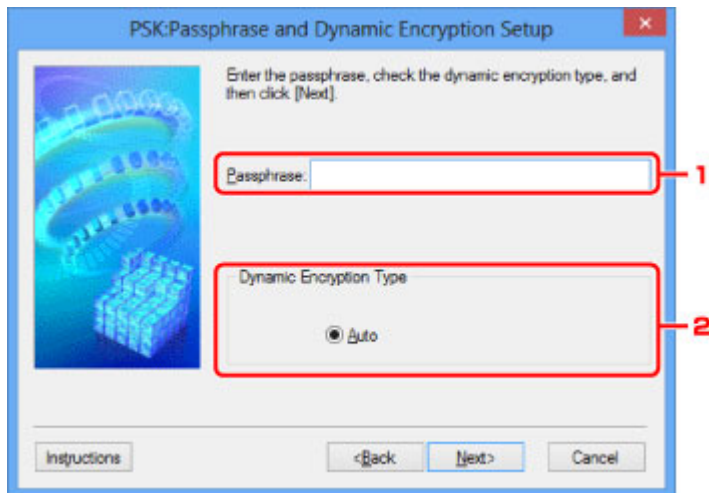 PSK:Passphrase and Dynamic Encryption Setup
Enter the passphrase, check the dynamic encryption type, and
then click [Next].
Passphrase:
1
Dynamic Encryption Type
Auto
2
Instructions
<Back
Next>
Cancel